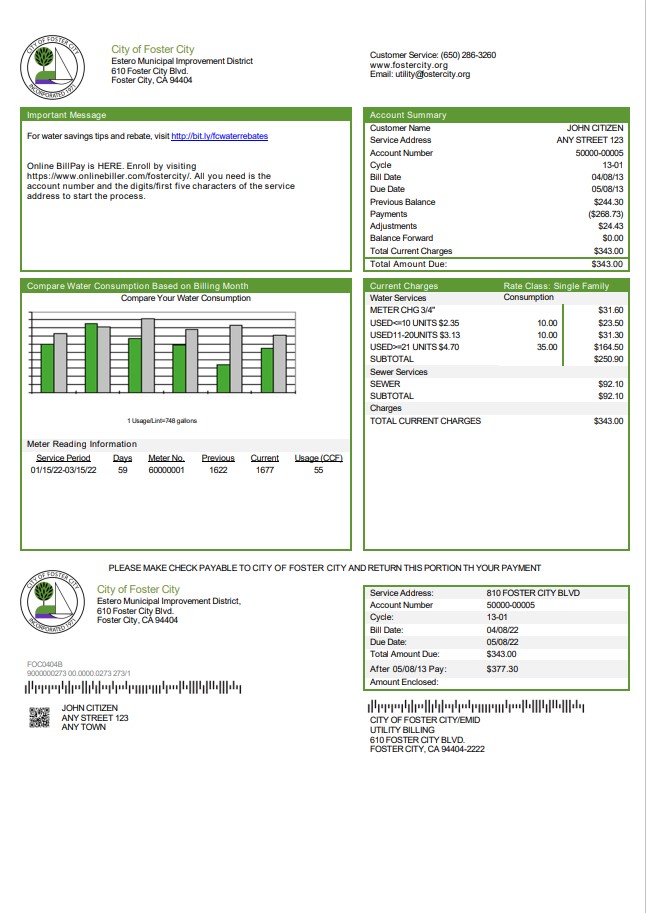 CITY OF FOSTER CITY
INCORPORATED 1971
City of Foster City
Estero Municipal Improvement District
610 Foster City Blvd.
Foster City, CA 94404
Customer Service: (650) 286-3260
www.fostercity.org
Email: utility@fostercity.org
Important Message
For water savings tips and rebate, visit http://bit.ly/fcwaterrebates
Online BillPay is HERE. Enroll by visiting
https://www.onlinebiller.com/fostercity/. All you need is the
account number and the digits/first five characters of the service
address to start the process.
Account Summary
Customer Name JOHN CITIZEN
Service Address ANY STREET 123
Account Number 50000-00005
Cycle 13-01
Bill Date 04/08/13
Due Date 05/08/13
Previous Balance $244.30
Payments ($268.73)
Adjustments $24.43
Balance Forward $0.00
Total Current Charges $343.00
Total Amount Due: $343.00
Compare Water Consumption Based on Billing Month
Compare Your Water Consumption
1 Usage/Lint=748 gallons
Meter Reading Information
Service Period Days Meter No. Previous Current Usage (CCF)
01/15/22-03/15/22 59 60000001 1622 1677 55
Current Charges Rate Class: Single Family
Water Services Consumption
METER CHG 3/4" $31.60
USED<=10 UNITS $2.35 10.00 $23.50
USED11-20UNITS $3.13 10.00 $31.30
USED>=21 UNITS $4.70 35.00 $164.50
SUBTOTAL $250.90
Sewer Services
SEWER $92.10
SUBTOTAL $92.10
Charges
TOTAL CURRENT CHARGES $343.00
PLEASE MAKE CHECK PAYABLE TO CITY OF FOSTER CITY AND RETURN THIS PORTION TH YOUR PAYMENT
CITY OF FOSTER CITY
INCORPORATED 1971
City of Foster City
Estero Municipal Improvement District,
610 Foster City Blvd.
Foster City, CA 94404
Service Address: 810 FOSTER CITY BLVD
Account Number 50000-00005
Cycle: 13-01
Bill Date: 04/08/22
Due Date: 05/08/22
Total Amount Due: $343.00
After 05/08/13 Pay: $377.30
Amount Enclosed:
FOC0404B
9000000273 00.0000.0273 273/1
JOHN CITIZEN
ANY STREET 123
ANY TOWN
CITY OF FOSTER CITY/EMID
UTILITY BILLING
610 FOSTER CITY BLVD.
FOSTER CITY, CA 94404-2222